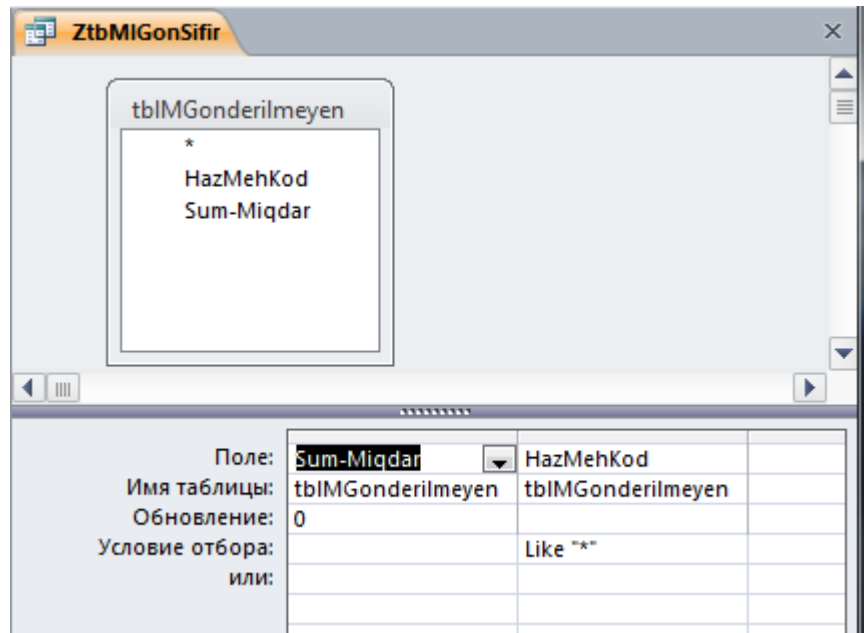 ZtbMIGonSifir
tblMGonderilmeyen
*
HazMehKod
Sum-Miqdar
Поле: Sum-Miqdar HazMehKod
Имя таблицы: tblMGonderilmeyen tblMGonderilmeyen
Обновление: 0
Условие отбора: Like "*"
или: